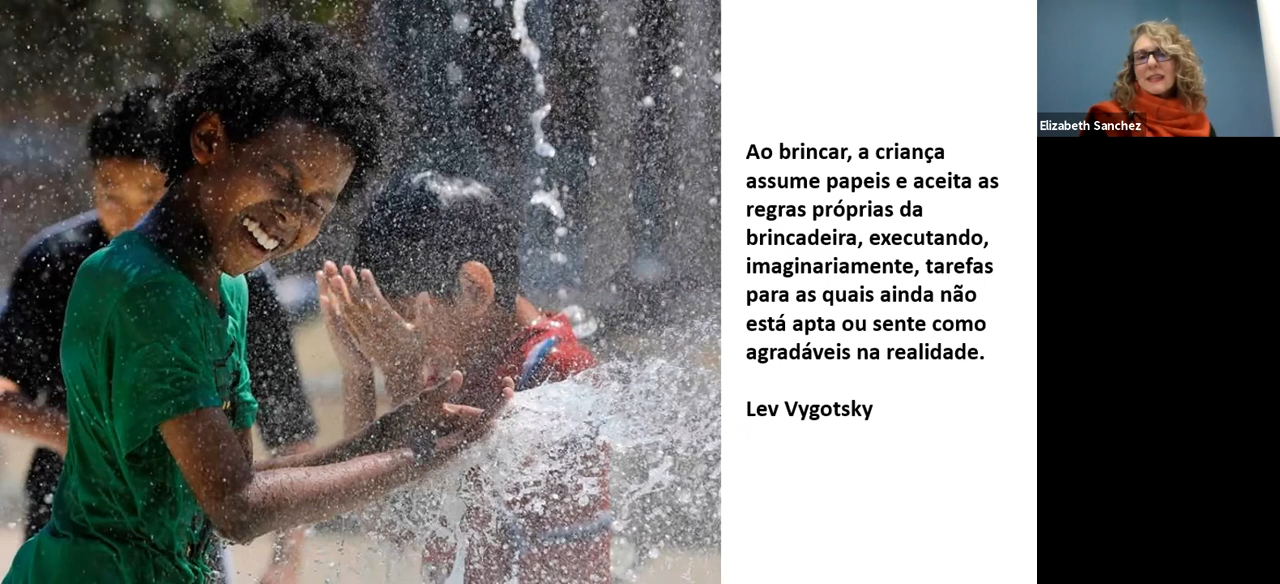 Ao brincar, a criança
assume papeis e aceita as
regras próprias da
brincadeira, executando,
imaginariamente, tarefas
para as quais ainda não
está apta ou sente como
agradáveis na realidade.
Lev Vygotsky
Elizabeth Sanchez